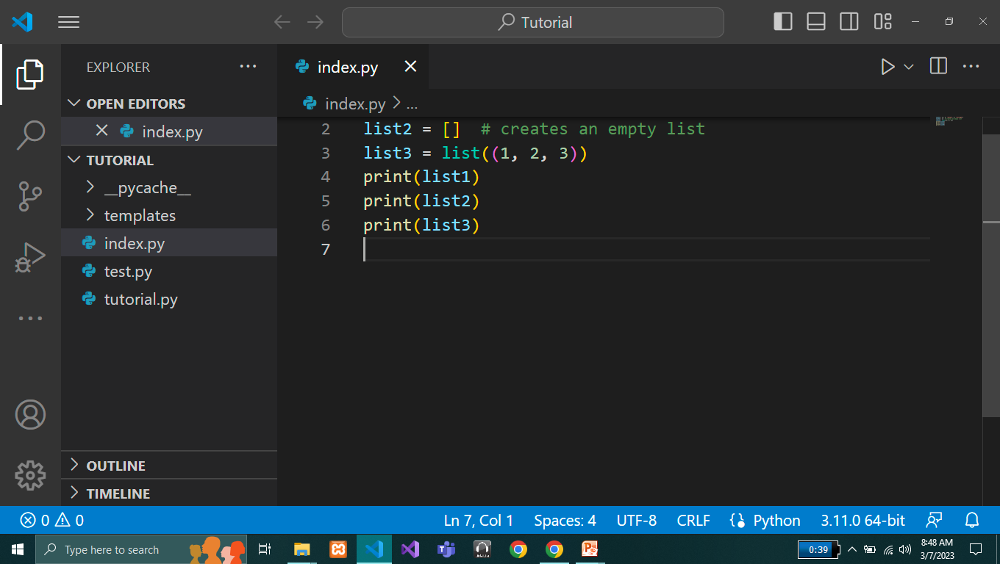 Tutorial
EXPLORER
OPEN EDITORS
index.py
TUTORIAL
__pycache__
templates
index.py
test.py
tutorial.py
OUTLINE
TIMELINE
index.py
index.py > ...
2 list2 = []  # creates an empty list
3 list3 = list((1, 2, 3))
4 print(list1)
5 print(list2)
6 print(list3)
7
0 0
Ln 7, Col 1 Spaces: 4 UTF-8 CRLF Python 3.11.0 64-bit
Type here to search
0:39
8:48 AM
3/7/2023